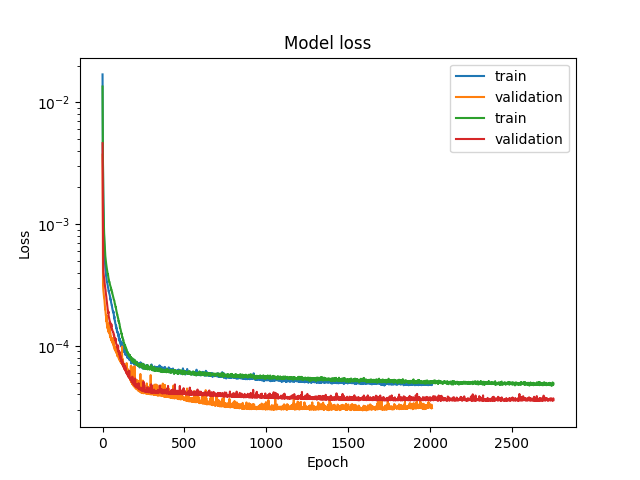 Model loss
train
validation
train
validation
Loss
10⁻²
10⁻³
10⁻⁴
0 500 1000 1500 2000 2500
Epoch